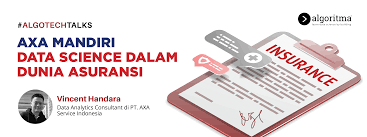 #ALGOTECHTALKS
algoritma
AXA MANDIRI
DATA SCIENCE DALAM
DUNIA ASURANSI
INSURANCE
Vincent Handara
Data Analytics Consultant di PT. AXA
Service Indonesia